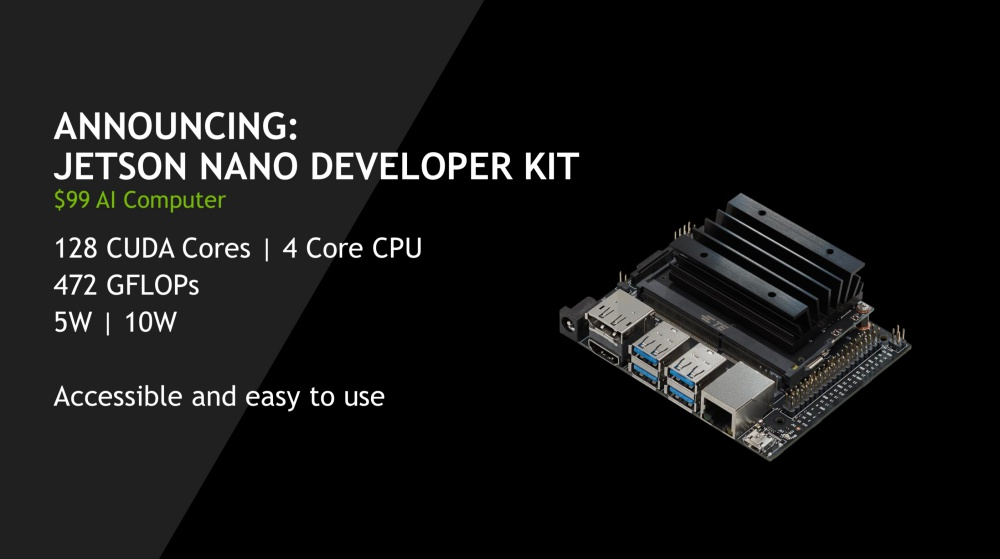 ANNOUNCING:
JETSON NANO DEVELOPER KIT
$99 AI Computer
128 CUDA Cores | 4 Core CPU
472 GFLOPs
5W | 10W
Accessible and easy to use